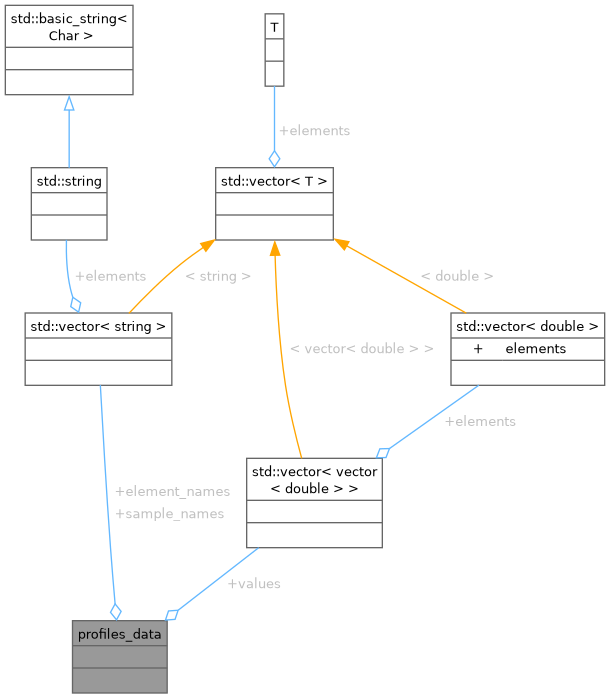 std::basic_string<
Char >
T
+elements
std::string
std::vector< T >
+elements
< string >
< double >
std::vector< string >
std::vector< double >
+ elements
< vector< double > >
+elements
std::vector< vector
< double > >
+element_names
+sample_names
+values
profiles_data